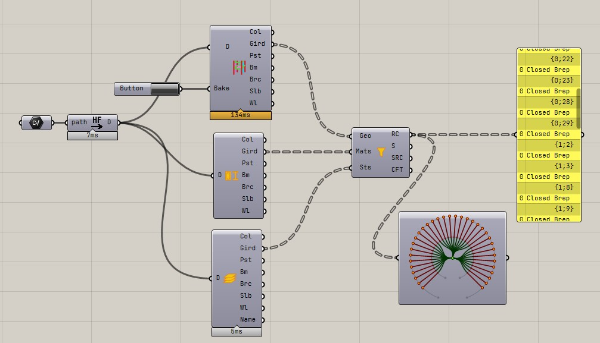 path HF D
7ms
Button
D
Bake
Col
Gird
Pst
Bm
Brc
Slb
Wl
134ms
D
Col
Gird
Pst
Bm
Brc
Slb
Wl
D
Col
Gird
Pst
Bm
Brc
Slb
Wl
Name
6ms
Geo
Mats
Sts
RC
S
SRC
CFT
0 Closed Brep
{0;22}
0 Closed Brep
{0;23}
0 Closed Brep
{0;28}
0 Closed Brep
{0;29}
0 Closed Brep
{1;2}
0 Closed Brep
{1;3}
0 Closed Brep
{1;8}
0 Closed Brep
{1;9}
0 Closed Brep